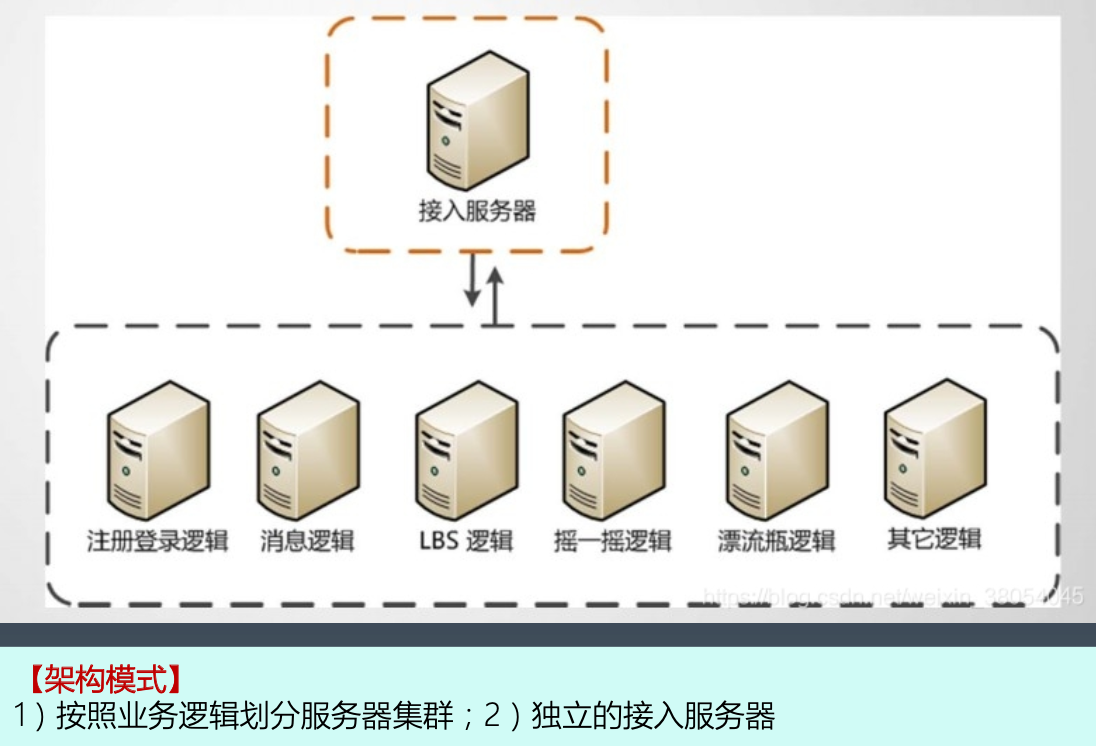 接入服务器
注册登录逻辑 消息逻辑 LBS 逻辑 摇一摇逻辑 漂流瓶逻辑 其它逻辑
https://blog.csdn.net/weixin_38054045
【架构模式】
1）按照业务逻辑划分服务器集群；2）独立的接入服务器